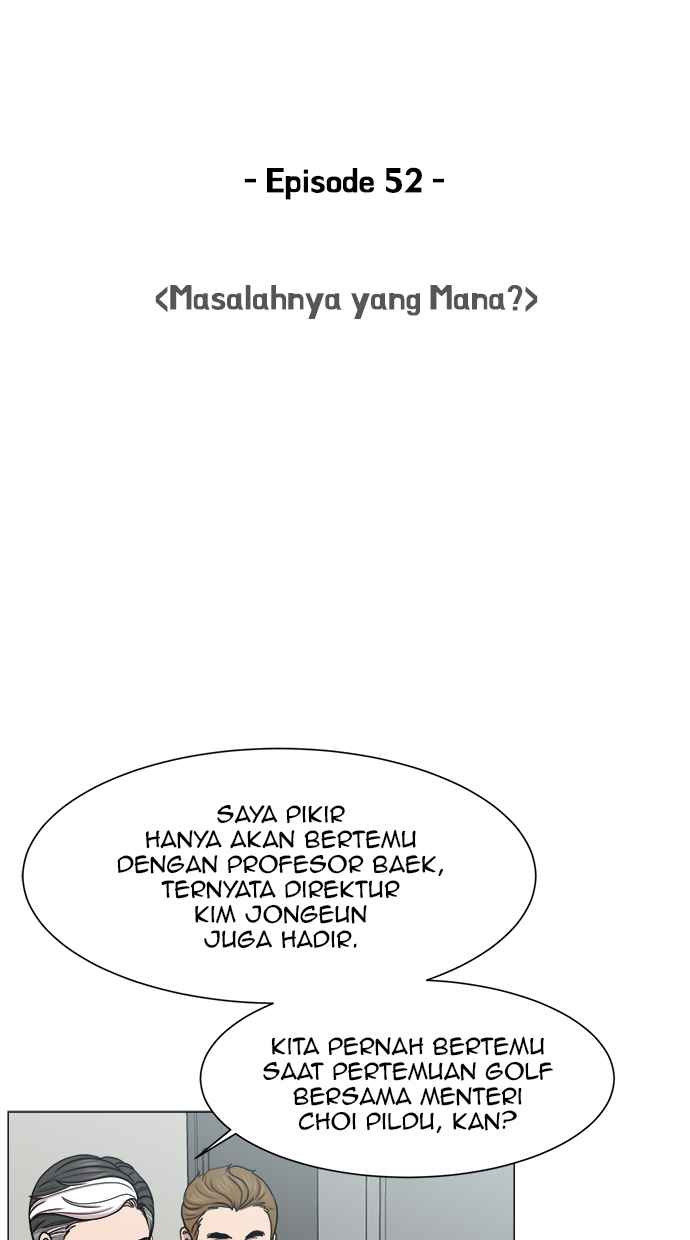 - Episode 52 -
<Masalahnya yang Mana?>
SAYA PIKIR
HANYA AKAN BERTEMU
DENGAN PROFESOR BAEK,
TERNYATA DIREKTUR
KIM JONGEUN
JUGA HADIR.
KITA PERNAH BERTEMU
SAAT PERTEMUAN GOLF
BERSAMA MENTERI
CHOI PILDU, KAN?